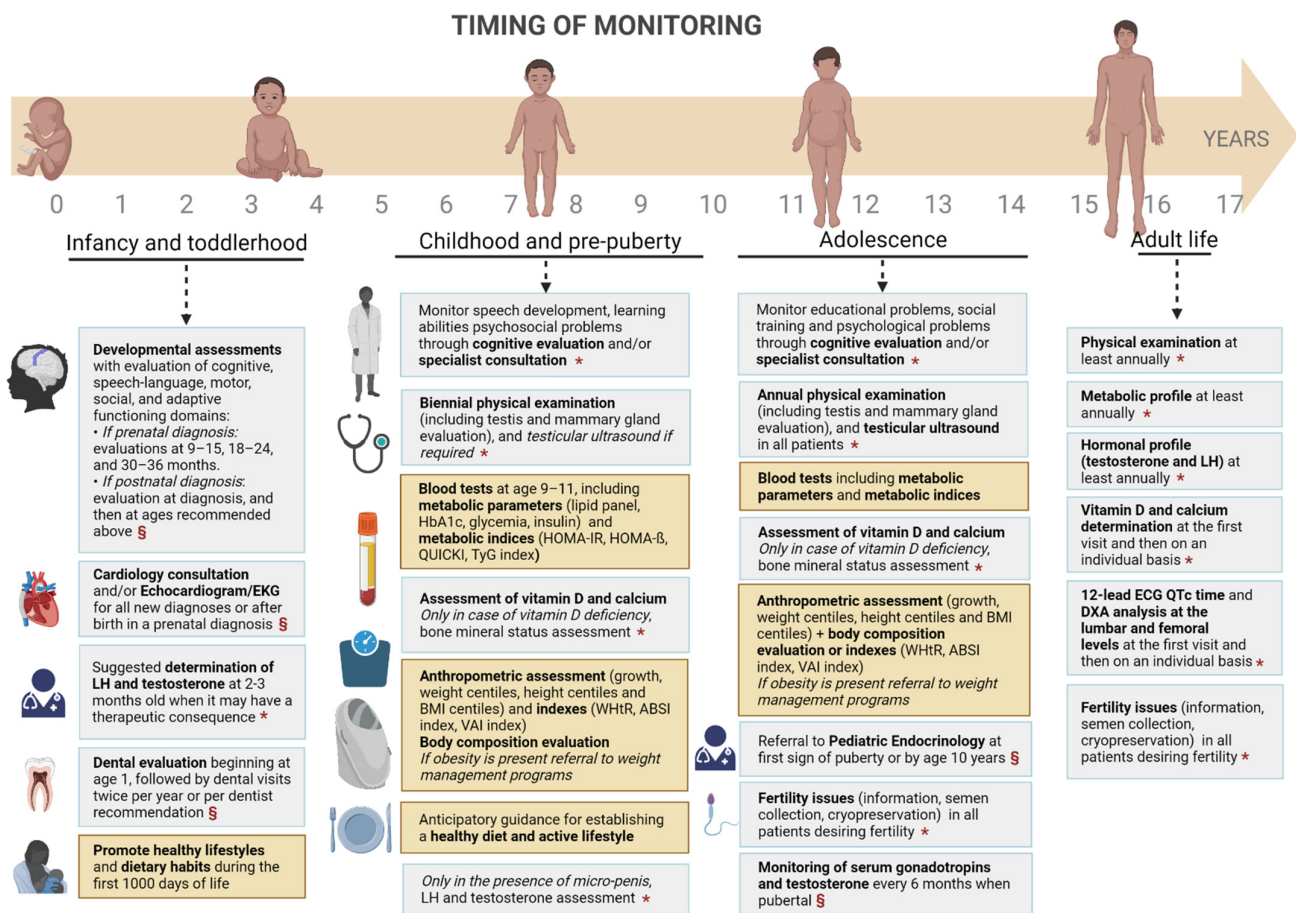 TIMING OF MONITORING
YEARS
0 1 2 3 4 5 6 7 8 9 10 11 12 13 14 15 16 17
Infancy and toddlerhood
Developmental assessments
with evaluation of cognitive,
speech-language, motor,
social, and adaptive
functioning domains:
• If prenatal diagnosis:
evaluations at 9–15, 18–24,
and 30–36 months.
• If postnatal diagnosis:
evaluation at diagnosis, and
then at ages recommended
above §
Cardiology consultation
and/or Echocardiogram/EKG
for all new diagnoses or after
birth in a prenatal diagnosis §
Suggested determination of
LH and testosterone at 2-3
months old when it may have a
therapeutic consequence *
Dental evaluation beginning at
age 1, followed by dental visits
twice per year or per dentist
recommendation §
Promote healthy lifestyles
and dietary habits during the
first 1000 days of life
Childhood and pre-puberty
Monitor speech development, learning
abilities psychosocial problems
through cognitive evaluation and/or
specialist consultation *
Biennial physical examination
(including testis and mammary gland
evaluation), and testicular ultrasound if
required *
Blood tests at age 9–11, including
metabolic parameters (lipid panel,
HbA1c, glycemia, insulin) and
metabolic indices (HOMA-IR, HOMA-ß,
QUICKI, TyG index)
Assessment of vitamin D and calcium
Only in case of vitamin D deficiency,
bone mineral status assessment *
Anthropometric assessment (growth,
weight centiles, height centiles and
BMI centiles) and indexes (WHtR, ABSI
index, VAI index)
Body composition evaluation
If obesity is present referral to weight
management programs
Anticipatory guidance for establishing
a healthy diet and active lifestyle
Only in the presence of micro-penis,
LH and testosterone assessment *
Adolescence
Monitor educational problems, social
training and psychological problems
through cognitive evaluation and/or
specialist consultation *
Annual physical examination
(including testis and mammary gland
evaluation), and testicular ultrasound
in all patients *
Blood tests including metabolic
parameters and metabolic indices
Assessment of vitamin D and calcium
Only in case of vitamin D deficiency,
bone mineral status assessment *
Anthropometric assessment (growth,
weight centiles, height centiles and BMI
centiles) + body composition
evaluation or indexes (WHtR, ABSI
index, VAI index)
If obesity is present referral to weight
management programs
Referral to Pediatric Endocrinology at
first sign of puberty or by age 10 years §
Fertility issues (information, semen
collection, cryopreservation) in all
patients desiring fertility *
Monitoring of serum gonadotropins
and testosterone every 6 months when
pubertal §
Adult life
Physical examination at
least annually *
Metabolic profile at least
annually *
Hormonal profile
(testosterone and LH) at
least annually *
Vitamin D and calcium
determination at the first
visit and then on an
individual basis *
12-lead ECG QTc time and
DXA analysis at the
lumbar and femoral
levels at the first visit and
then on an individual basis *
Fertility issues (information,
semen collection,
cryopreservation) in all
patients desiring fertility *